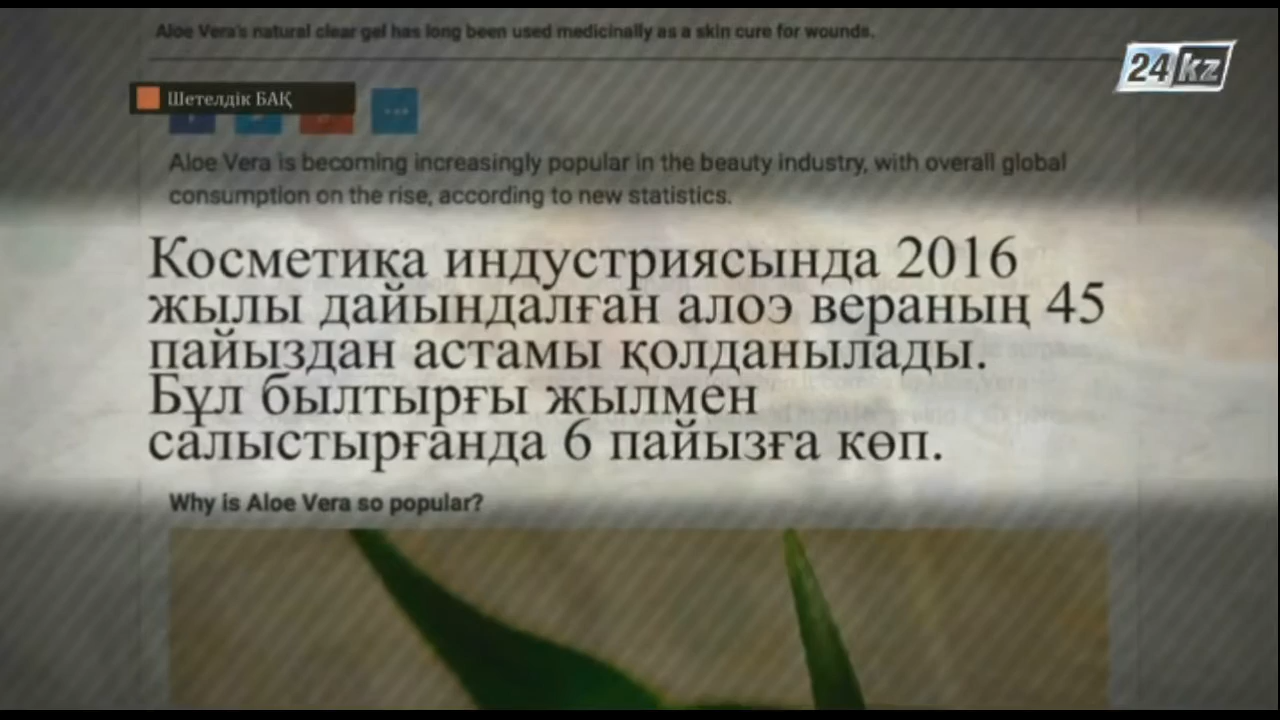 Aloe Vera's natural clear gel has long been used medicinally as a skin cure for wounds.
24 kz
Шетелдік БАҚ
Aloe Vera is becoming increasingly popular in the beauty industry, with overall global
consumption on the rise, according to new statistics.
Косметика индустриясында 2016
жылы дайындалған алоэ вераның 45
пайыздан астамы қолданылады.
Бұл былтырғы жылмен
салыстырғанда 6 пайызға көп.
Why is Aloe Vera so popular?